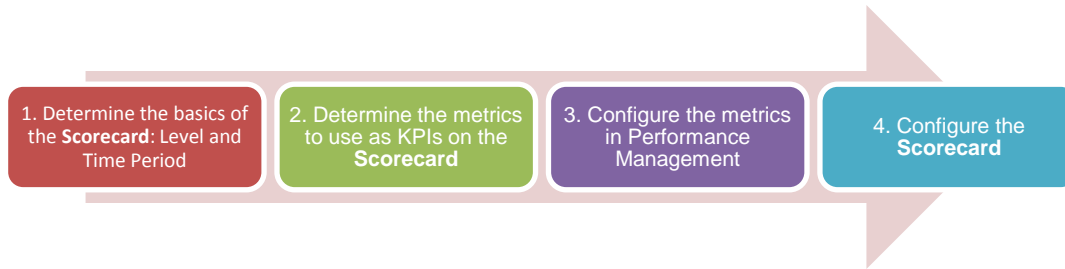 1. Determine the basics of
the Scorecard: Level and
Time Period
2. Determine the metrics
to use as KPIs on the
Scorecard
3. Configure the metrics
in Performance
Management
4. Configure the
Scorecard